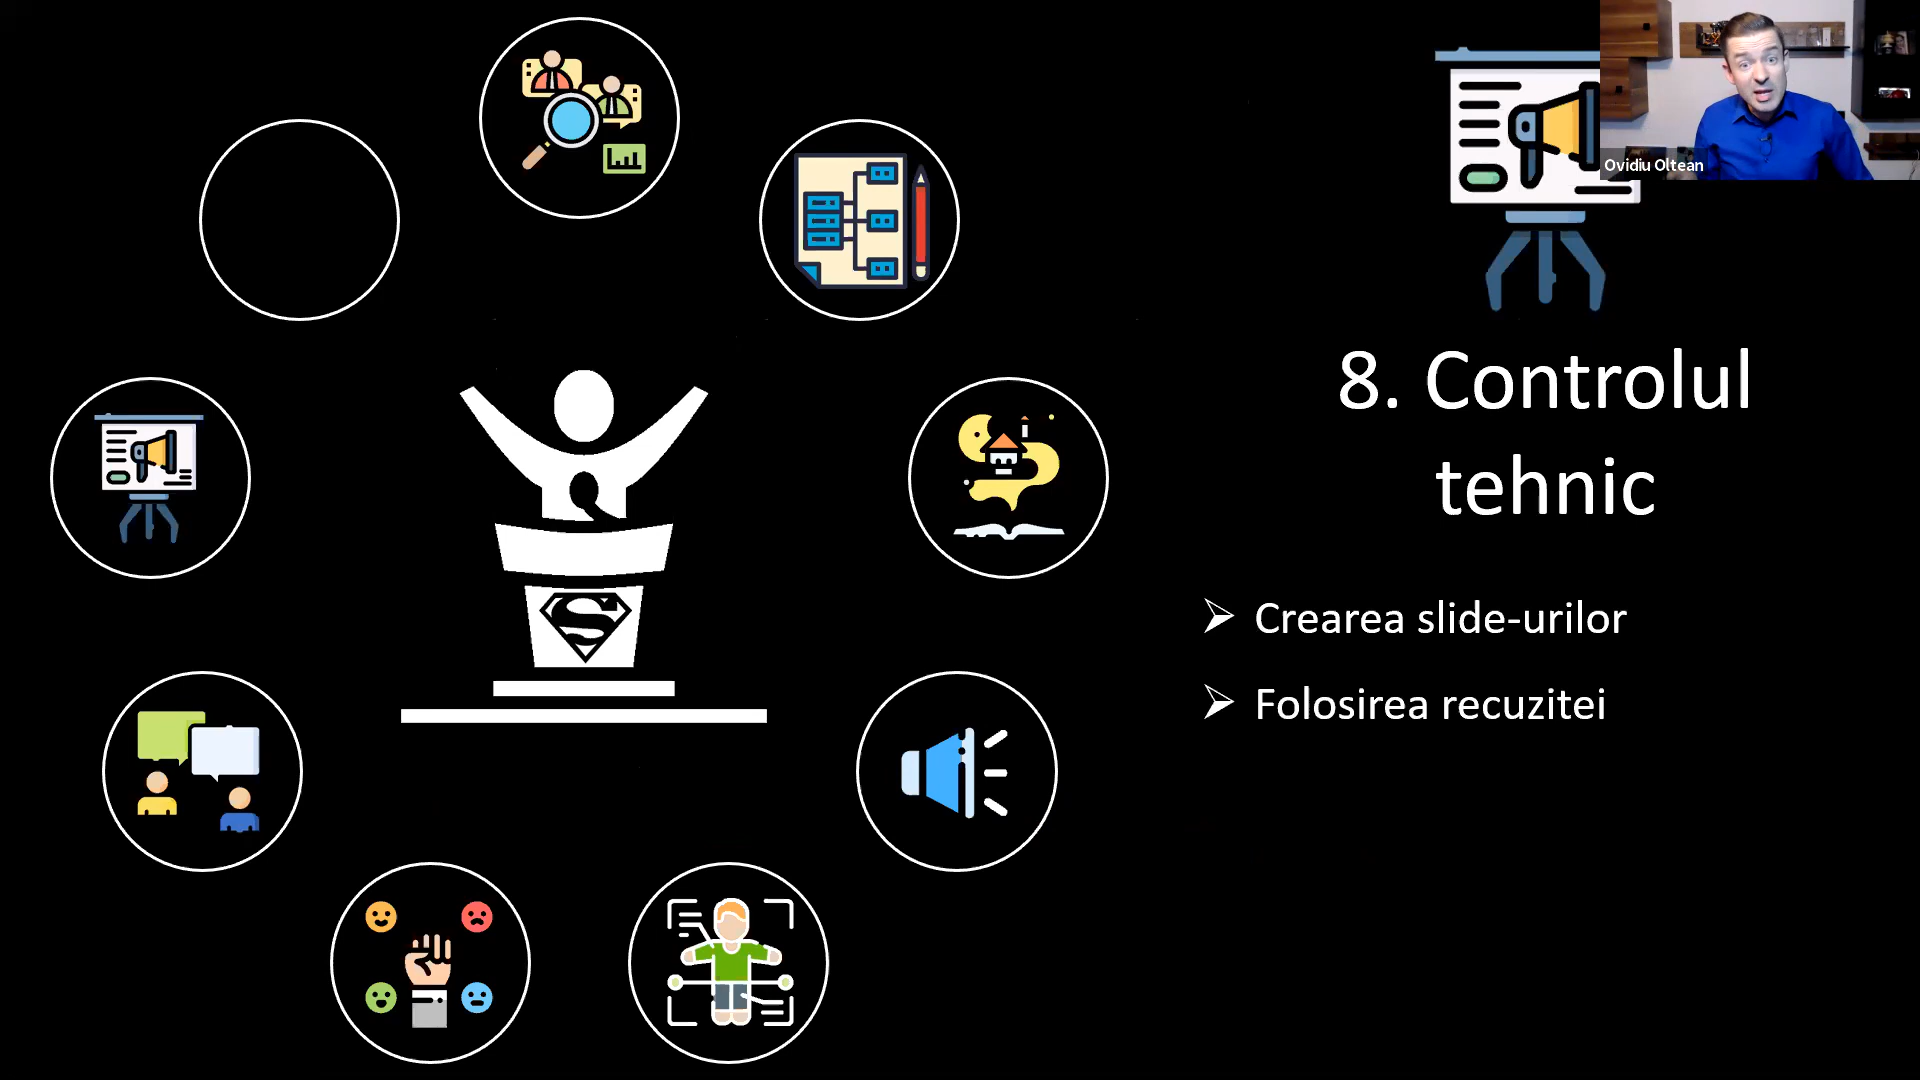 Ovidiu Oltean
8. Controlul
tehnic
Crearea slide-urilor
Folosirea recuzitei